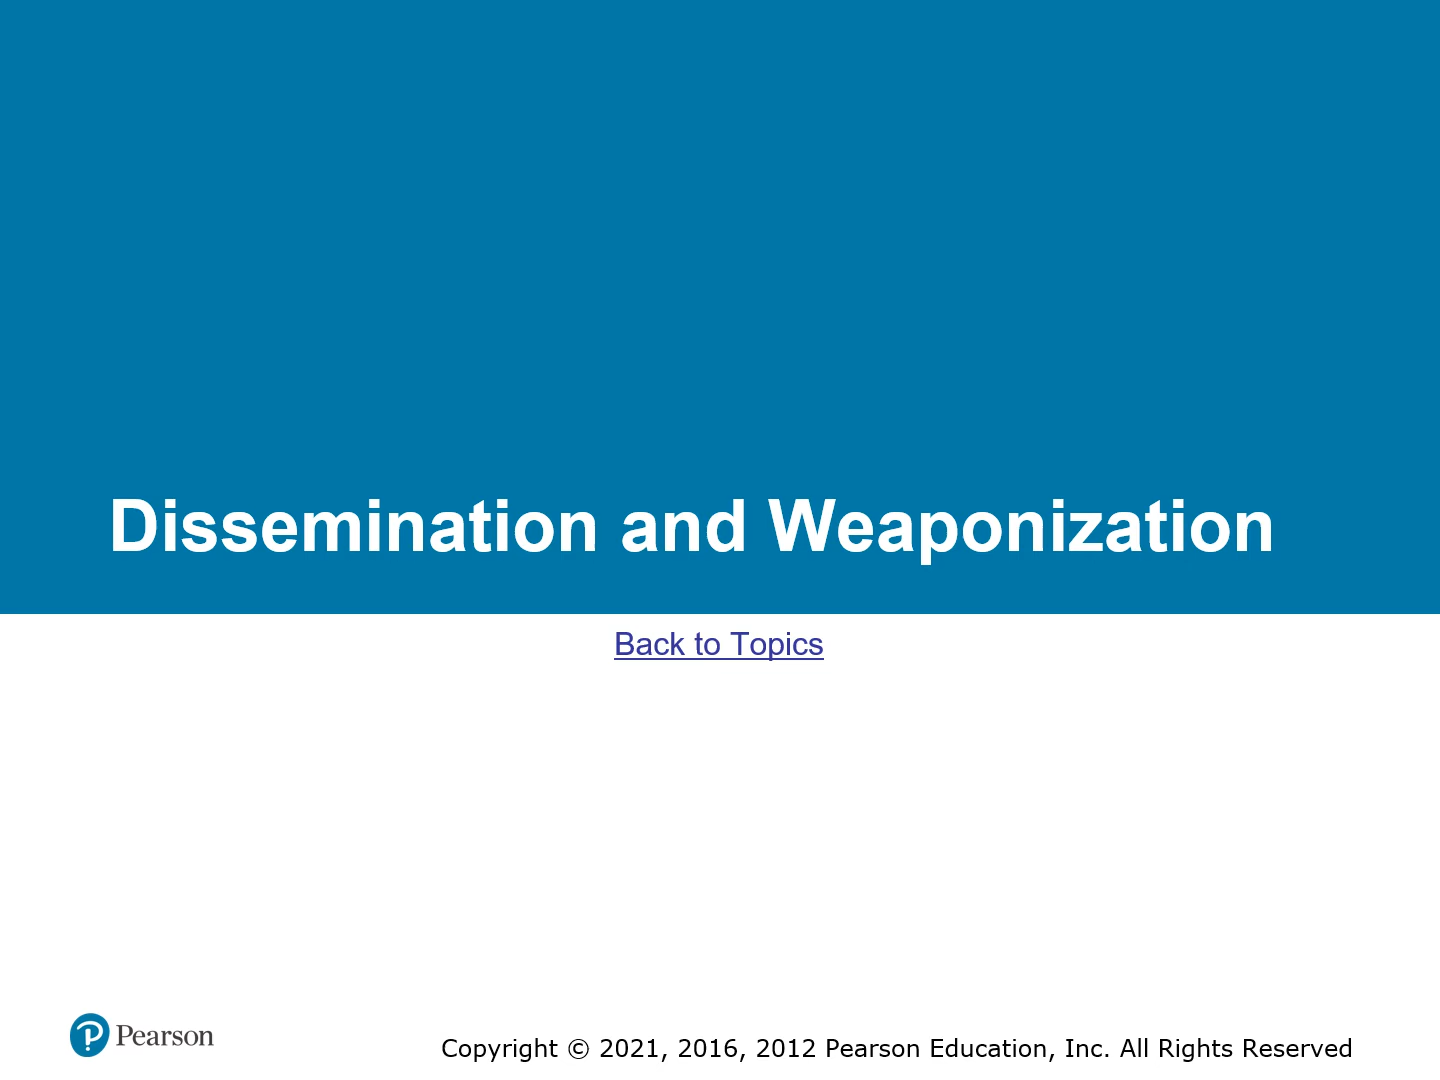 Dissemination and Weaponization
Back to Topics
Pearson
Copyright © 2021, 2016, 2012 Pearson Education, Inc. All Rights Reserved